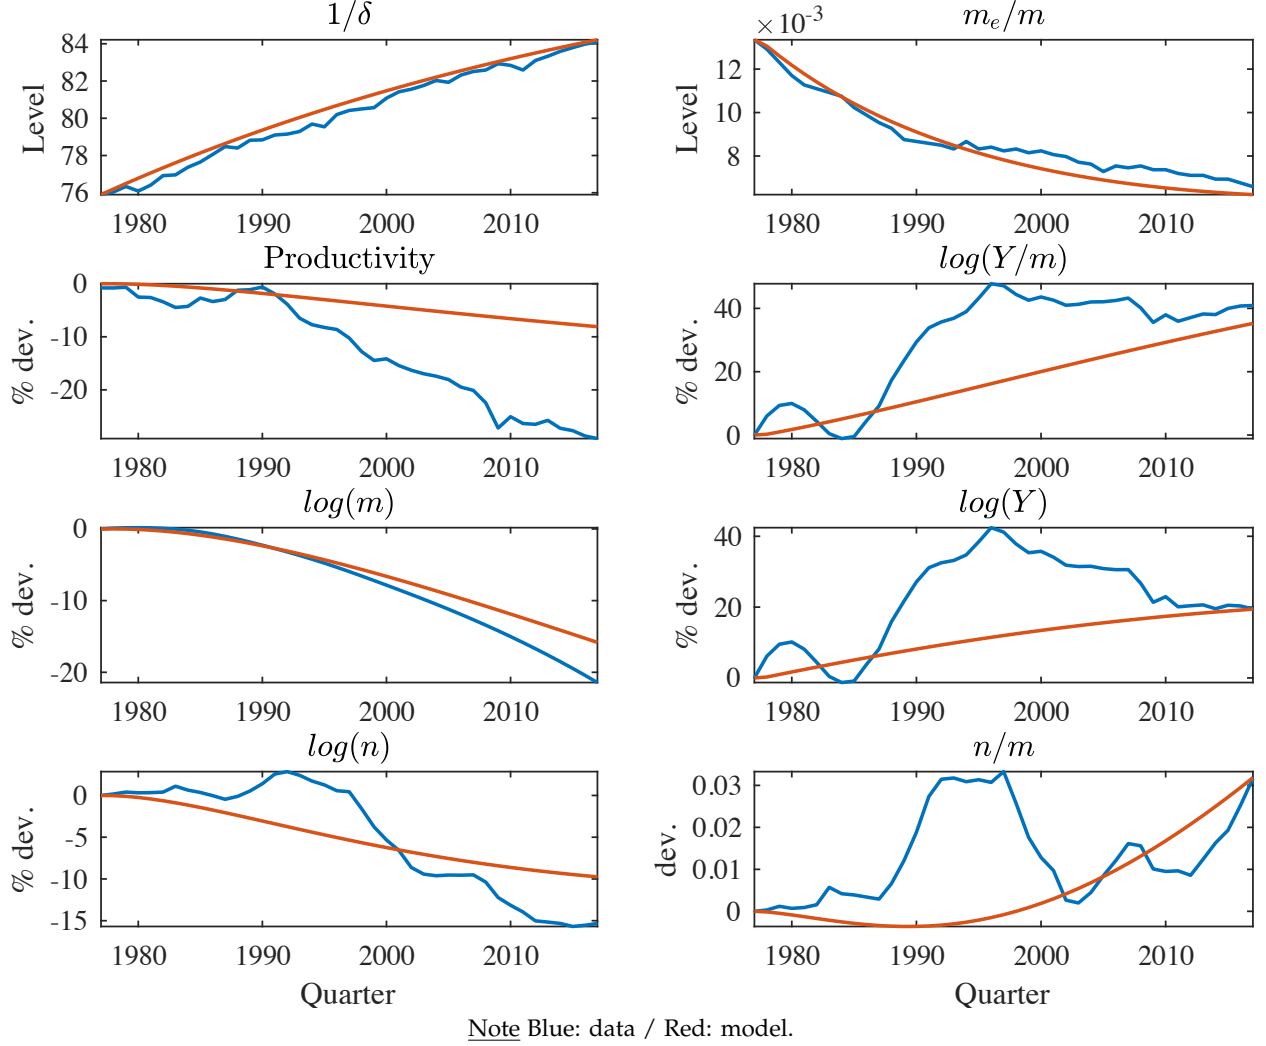 1/δ
84
82
80
78
76
Level
1980 1990 2000 2010
m_e/m
×10^-3
12
10
8
Level
1980 1990 2000 2010
Productivity
0
-10
-20
% dev.
1980 1990 2000 2010
log(Y/m)
40
20
0
% dev.
1980 1990 2000 2010
log(m)
0
-10
-20
% dev.
1980 1990 2000 2010
log(Y)
40
20
0
% dev.
1980 1990 2000 2010
log(n)
0
-5
-10
-15
% dev.
1980 1990 2000 2010
Quarter
n/m
0.03
0.02
0.01
0
dev.
1980 1990 2000 2010
Quarter
Note Blue: data / Red: model.